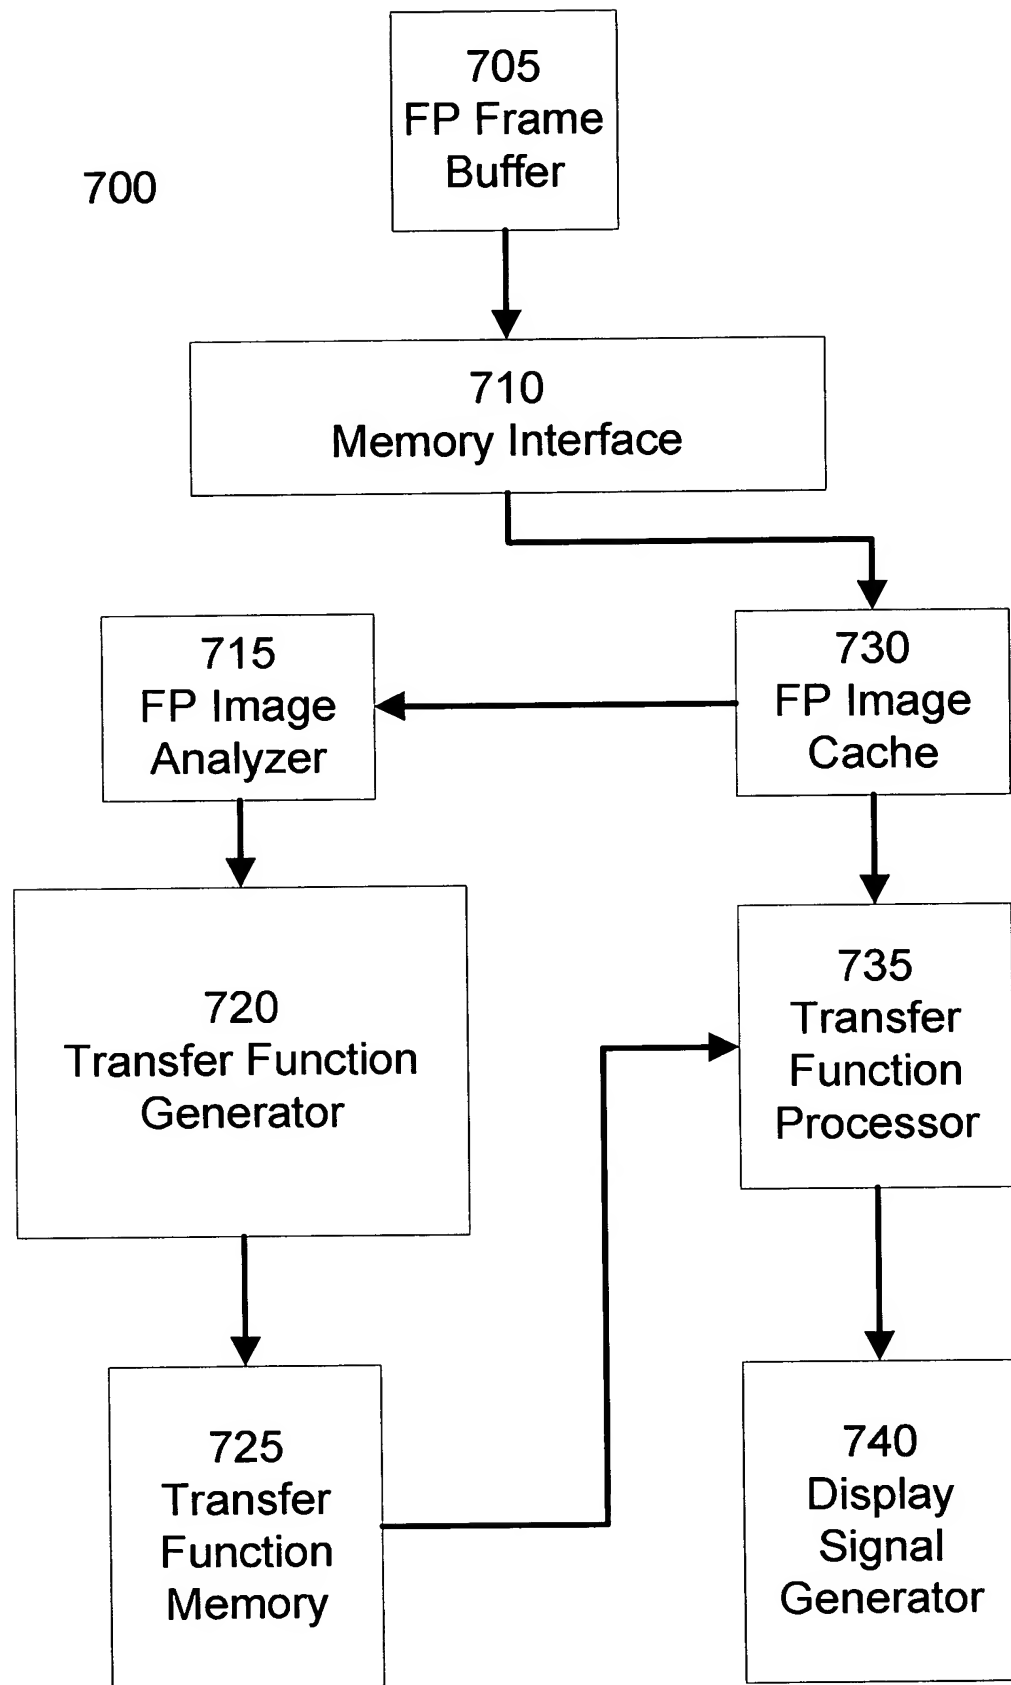 705
FP Frame
Buffer
700
710
Memory Interface
715
FP Image
Analyzer
730
FP Image
Cache
720
Transfer Function
Generator
735
Transfer
Function
Processor
725
Transfer
Function
Memory
740
Display
Signal
Generator